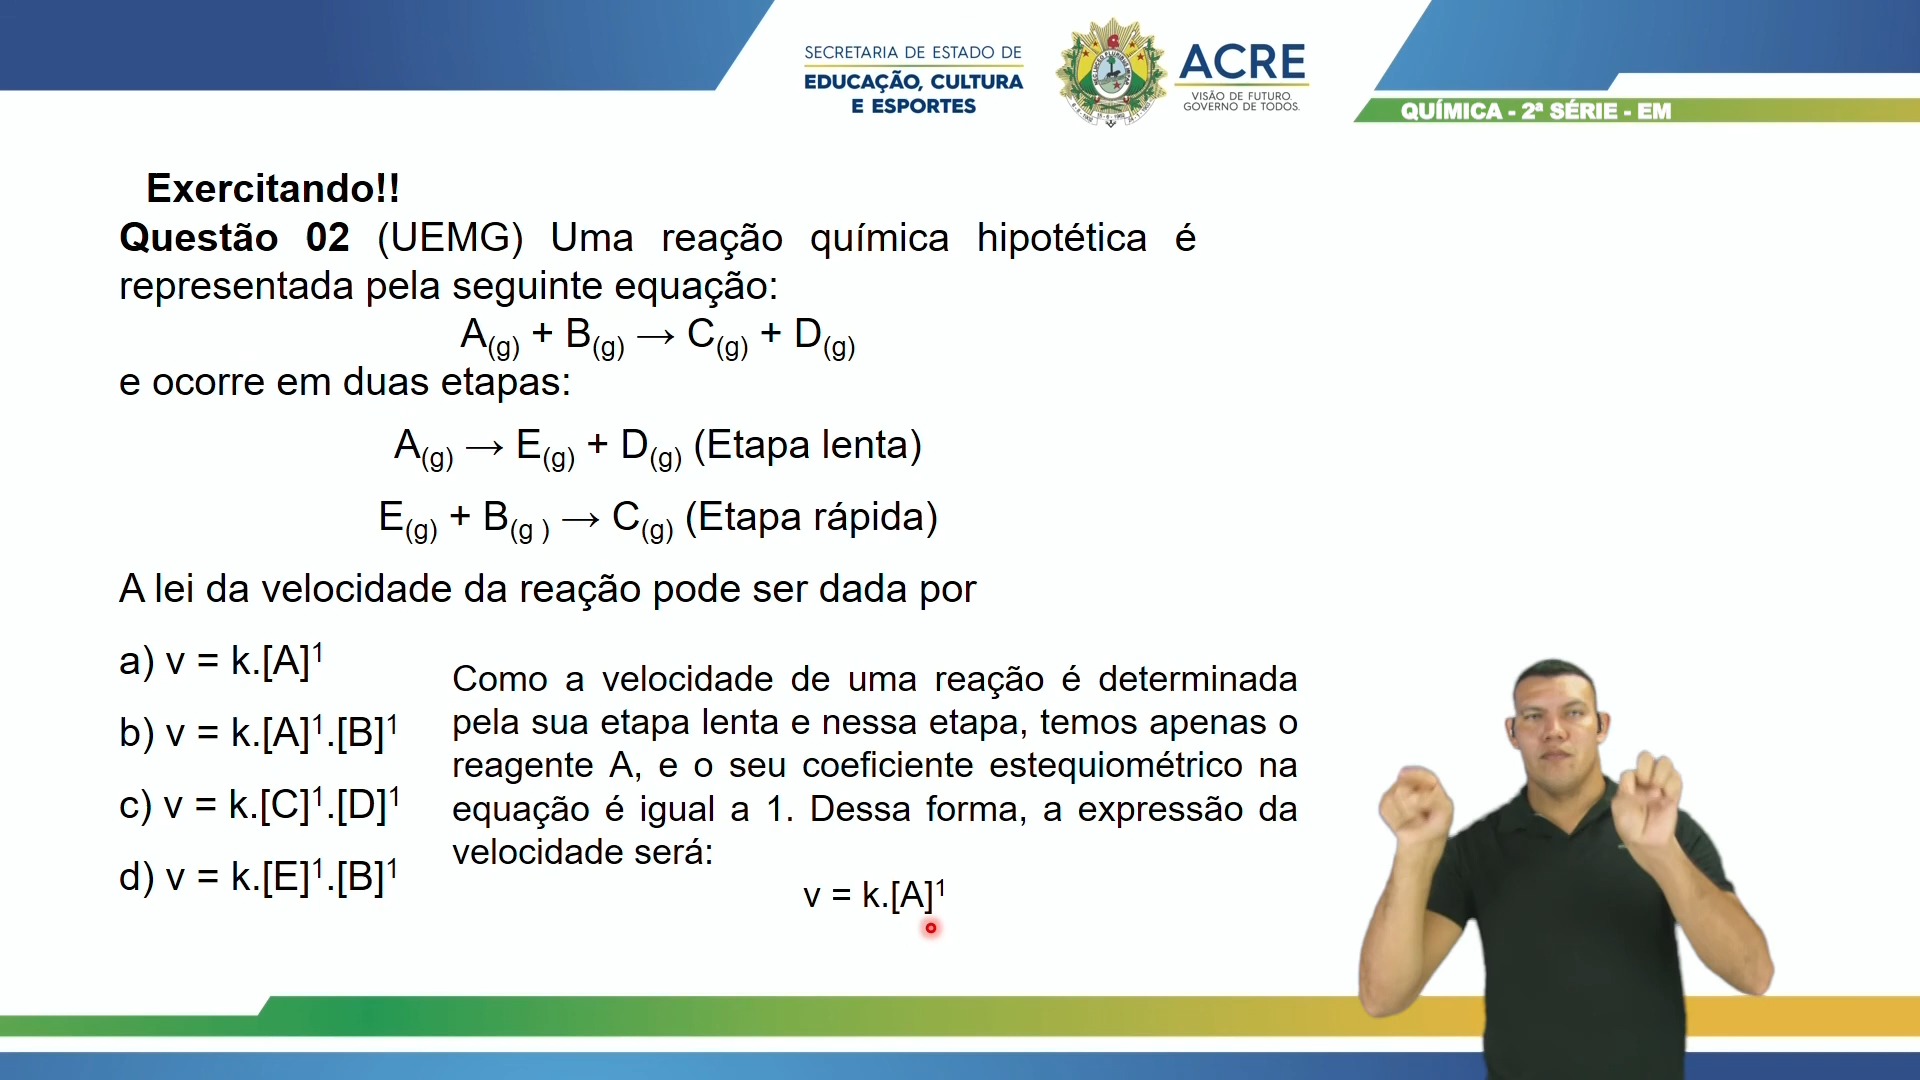 SECRETARIA DE ESTADO DE
EDUCAÇÃO, CULTURA
E ESPORTES
ACRE
VISÃO DE FUTURO.
GOVERNO DE TODOS.
QUÍMICA - 2ª SÉRIE - EM
Exercitando!!
Questão 02 (UEMG) Uma reação química hipotética é
representada pela seguinte equação:
A(g) + B(g) → C(g) + D(g)
e ocorre em duas etapas:
A(g) → E(g) + D(g) (Etapa lenta)
E(g) + B(g ) → C(g) (Etapa rápida)
A lei da velocidade da reação pode ser dada por
a) v = k.[A]¹
b) v = k.[A]¹.[B]¹
c) v = k.[C]¹.[D]¹
d) v = k.[E]¹.[B]¹
Como a velocidade de uma reação é determinada
pela sua etapa lenta e nessa etapa, temos apenas o
reagente A, e o seu coeficiente estequiométrico na
equação é igual a 1. Dessa forma, a expressão da
velocidade será:
v = k.[A]¹